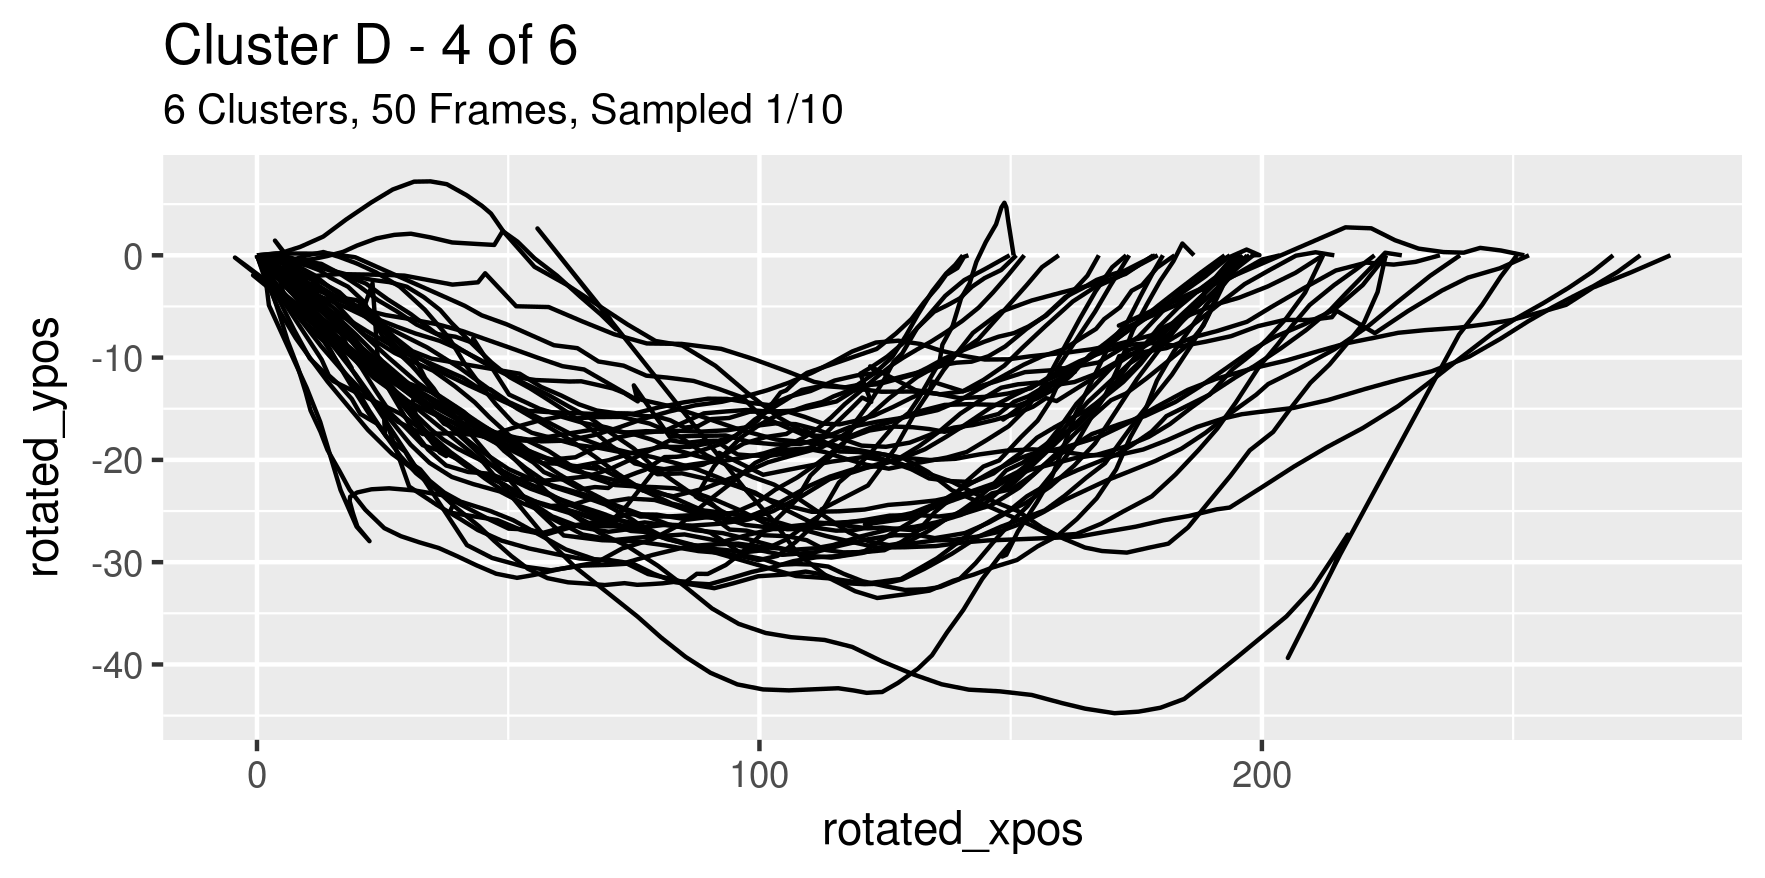 Cluster D - 4 of 6
6 Clusters, 50 Frames, Sampled 1/10
rotated_ypos
0
-10
-20
-30
-40
0 100 200
rotated_xpos